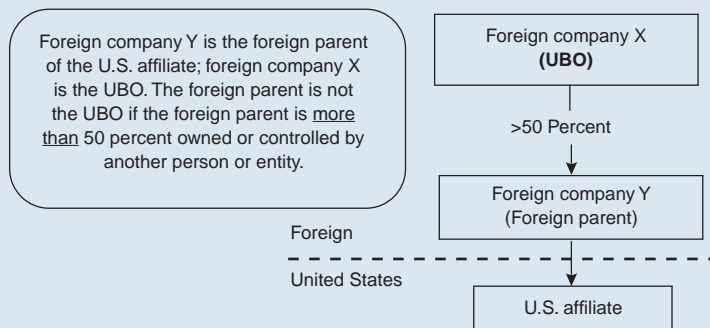 Foreign company Y is the foreign parent
of the U.S. affiliate; foreign company X
is the UBO. The foreign parent is not
the UBO if the foreign parent is more
than 50 percent owned or controlled by
another person or entity.
Foreign company X
(UBO)
>50 Percent
Foreign company Y
(Foreign parent)
Foreign
United States
U.S. affiliate